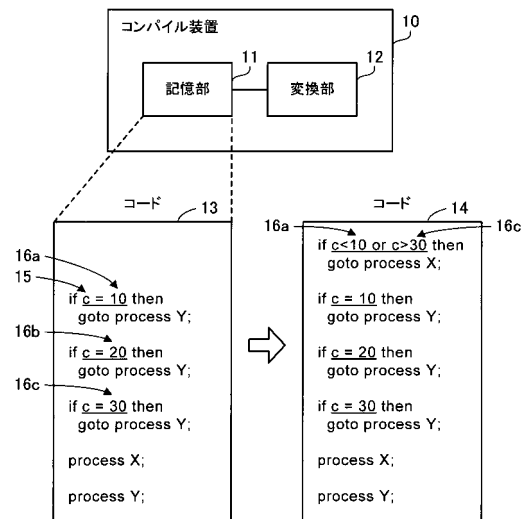 コンパイル装置
10
11
12
記憶部
変換部
コード
13
16a
15
if c = 10 then
goto process Y;
16b
if c = 20 then
goto process Y;
16c
if c = 30 then
goto process Y;
process X;
process Y;
コード
14
16a
16c
if c<10 or c>30 then
goto process X;
if c = 10 then
goto process Y;
if c = 20 then
goto process Y;
if c = 30 then
goto process Y;
process X;
process Y;